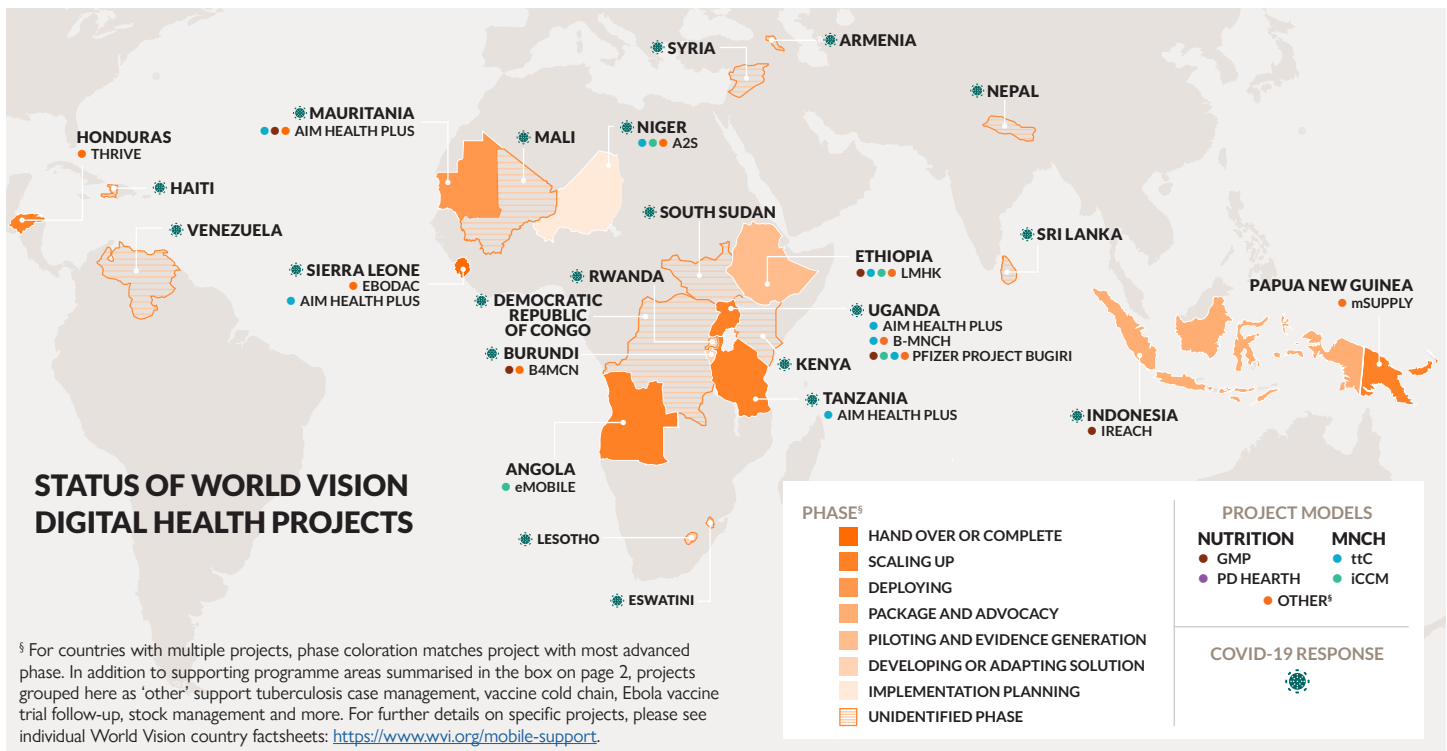 SYRIA
ARMENIA
NEPAL
MAURITANIA
AIM HEALTH PLUS
MALI
NIGER
A2S
HONDURAS
THRIVE
HAITI
VENEZUELA
SOUTH SUDAN
SRI LANKA
SIERRA LEONE
EBODAC
AIM HEALTH PLUS
RWANDA
ETHIOPIA
LMHK
DEMOCRATIC
REPUBLIC
OF CONGO
UGANDA
AIM HEALTH PLUS
B-MNCH
PFIZER PROJECT BUGIRI
PAPUA NEW GUINEA
mSUPPLY
BURUNDI
B4MCN
KENYA
TANZANIA
AIM HEALTH PLUS
INDONESIA
IREACH
ANGOLA
eMOBILE
LESOTHO
ESWATINI
STATUS OF WORLD VISION
DIGITAL HEALTH PROJECTS
PHASE§
HAND OVER OR COMPLETE
SCALING UP
DEPLOYING
PACKAGE AND ADVOCACY
PILOTING AND EVIDENCE GENERATION
DEVELOPING OR ADAPTING SOLUTION
IMPLEMENTATION PLANNING
UNIDENTIFIED PHASE
PROJECT MODELS
NUTRITION
GMP
PD HEARTH
MNCH
ttC
iCCM
OTHER§
COVID-19 RESPONSE
§ For countries with multiple projects, phase coloration matches project with most advanced
phase. In addition to supporting programme areas summarised in the box on page 2, projects
grouped here as ‘other’ support tuberculosis case management, vaccine cold chain, Ebola vaccine
trial follow-up, stock management and more. For further details on specific projects, please see
individual World Vision country factsheets: https://www.wvi.org/mobile-support.